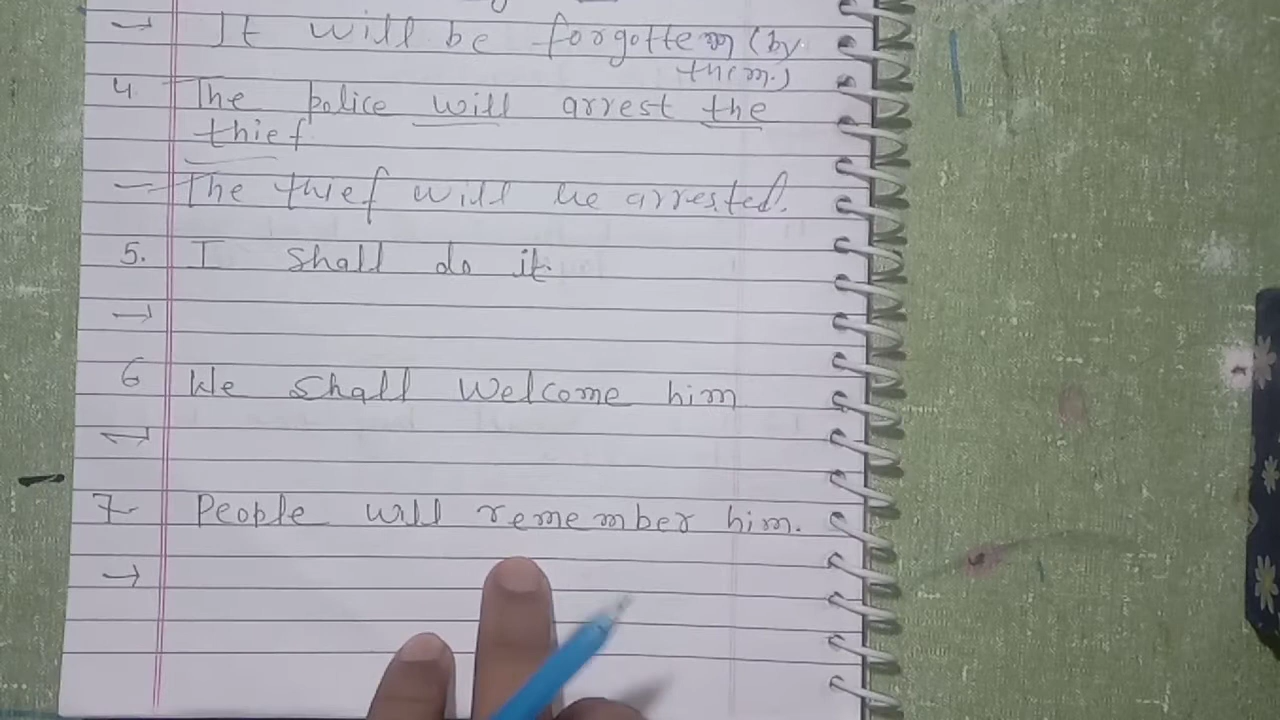 → It will be forgotten (by
them.)
4. The police will arrest the
thief
→ The thief will be arrested.
5. I shall do it.
→
6 We shall welcome him
→
7 People will remember him.
→